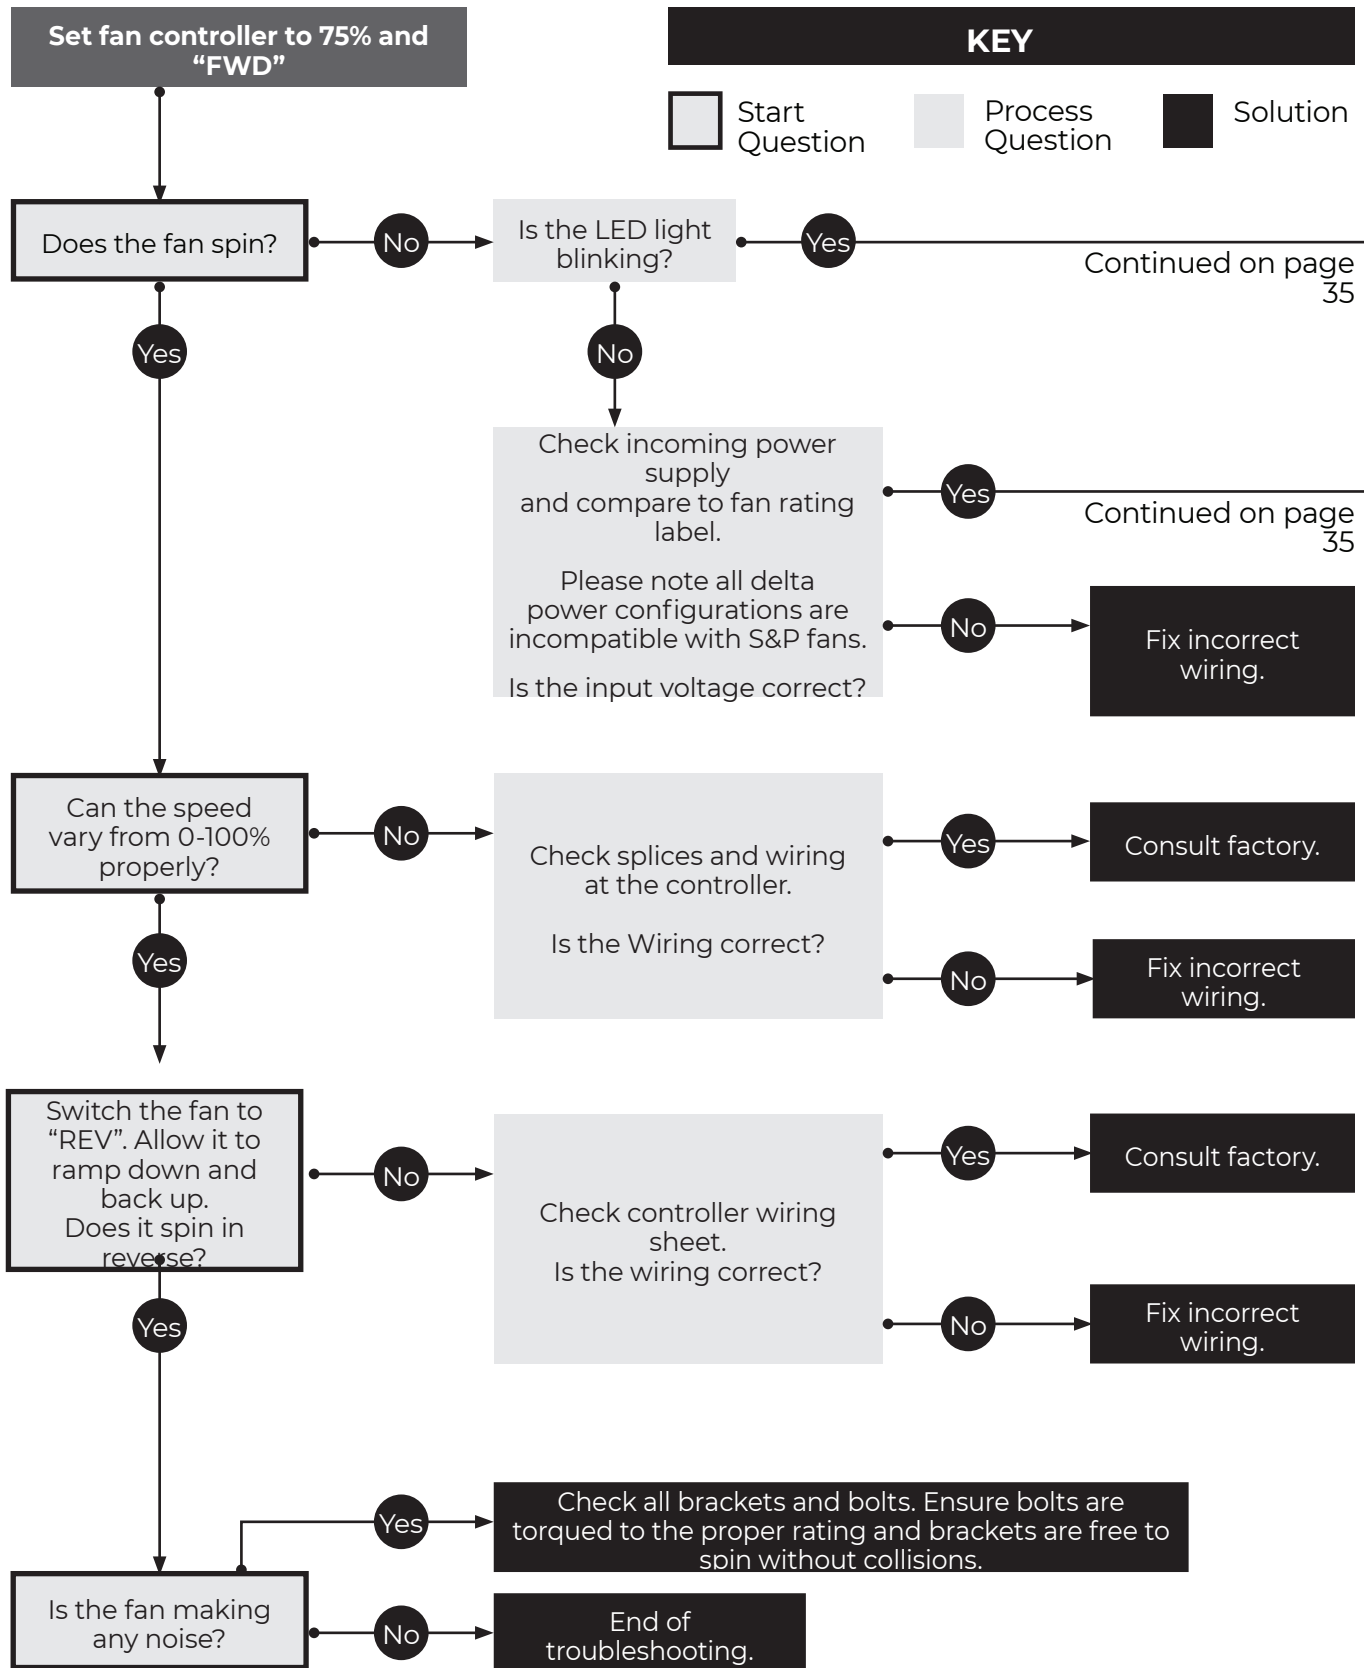 Set fan controller to 75% and
“FWD”
KEY
Start
Question
Process
Question
Solution
Does the fan spin?
No
Is the LED light
blinking?
Yes
Continued on page
35
Yes
No
Check incoming power
supply
and compare to fan rating
label.
Please note all delta
power configurations are
incompatible with S&P fans.
Is the input voltage correct?
Yes
Continued on page
35
No
Fix incorrect
wiring.
Can the speed
vary from 0-100%
properly?
No
Check splices and wiring
at the controller.
Is the Wiring correct?
Yes
Consult factory.
No
Fix incorrect
wiring.
Yes
Switch the fan to
“REV”. Allow it to
ramp down and
back up.
Does it spin in
reverse?
No
Check controller wiring
sheet.
Is the wiring correct?
Yes
Consult factory.
No
Fix incorrect
wiring.
Yes
Is the fan making
any noise?
Yes
Check all brackets and bolts. Ensure bolts are
torqued to the proper rating and brackets are free to
spin without collisions.
No
End of
troubleshooting.